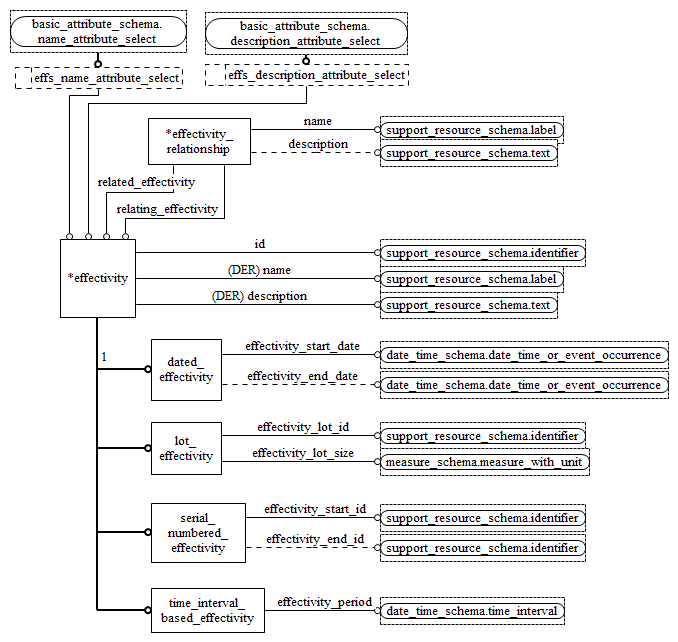 basic_attribute_schema.
name_attribute_select
basic_attribute_schema.
description_attribute_select
effs_name_attribute_select
effs_description_attribute_select
*effectivity_
relationship
name
support_resource_schema.label
description
support_resource_schema.text
related_effectivity
relating_effectivity
*effectivity
id
support_resource_schema.identifier
(DER) name
support_resource_schema.label
(DER) description
support_resource_schema.text
1
dated_
effectivity
effectivity_start_date
date_time_schema.date_time_or_event_occurrence
effectivity_end_date
date_time_schema.date_time_or_event_occurrence
lot_
effectivity
effectivity_lot_id
support_resource_schema.identifier
effectivity_lot_size
measure_schema.measure_with_unit
serial_
numbered_
effectivity
effectivity_start_id
support_resource_schema.identifier
effectivity_end_id
support_resource_schema.identifier
time_interval_
based_effectivity
effectivity_period
date_time_schema.time_interval